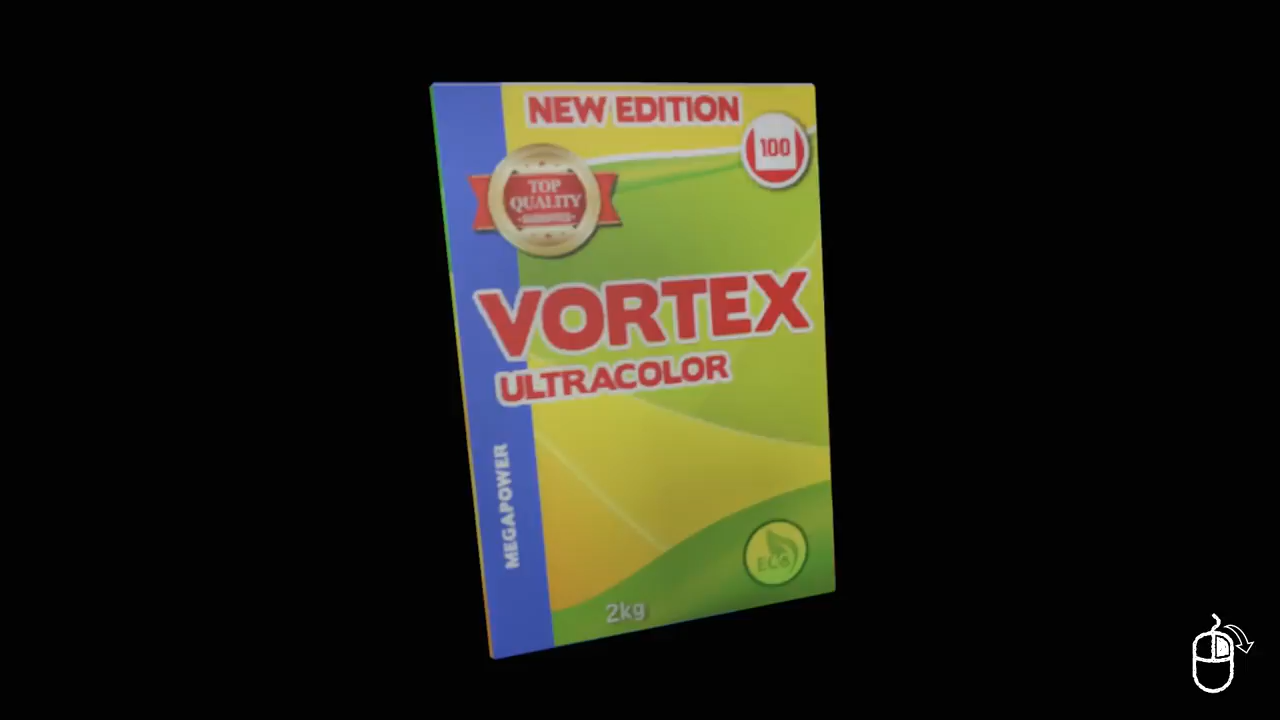 NEW EDITION
100
TOP
QUALITY
VORTEX
ULTRACOLOR
MEGAPOWER
ECO
2kg